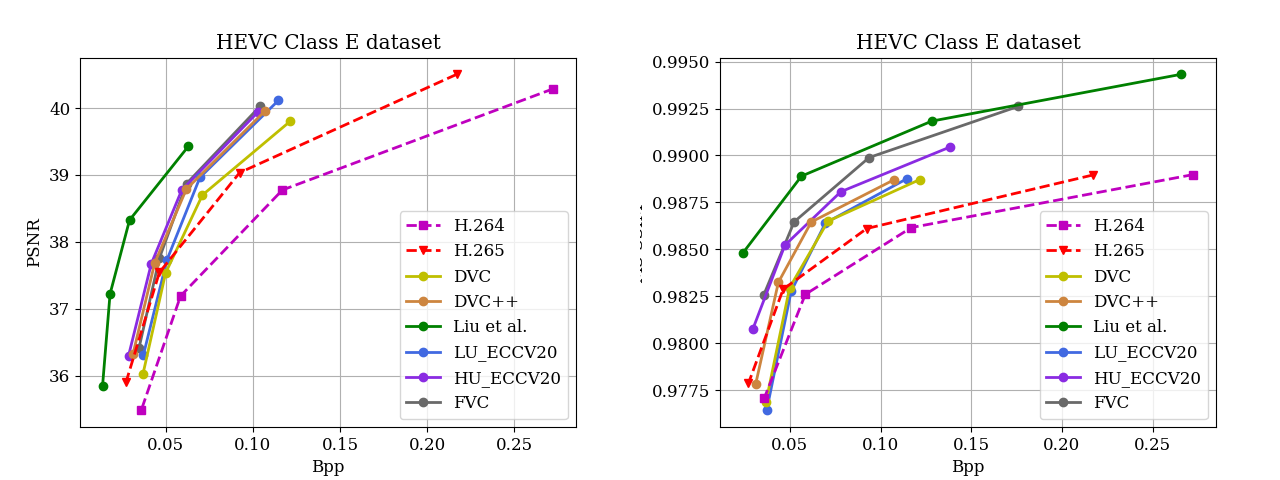 HEVC Class E dataset
PSNR
40
39
38
37
36
0.05 0.10 0.15 0.20 0.25
Bpp
H.264
H.265
DVC
DVC++
Liu et al.
LU_ECCV20
HU_ECCV20
FVC
HEVC Class E dataset
0.9950
0.9925
0.9900
0.9875
0.9850
0.9825
0.9800
0.9775
0.05 0.10 0.15 0.20 0.25
Bpp
H.264
H.265
DVC
DVC++
Liu et al.
LU_ECCV20
HU_ECCV20
FVC